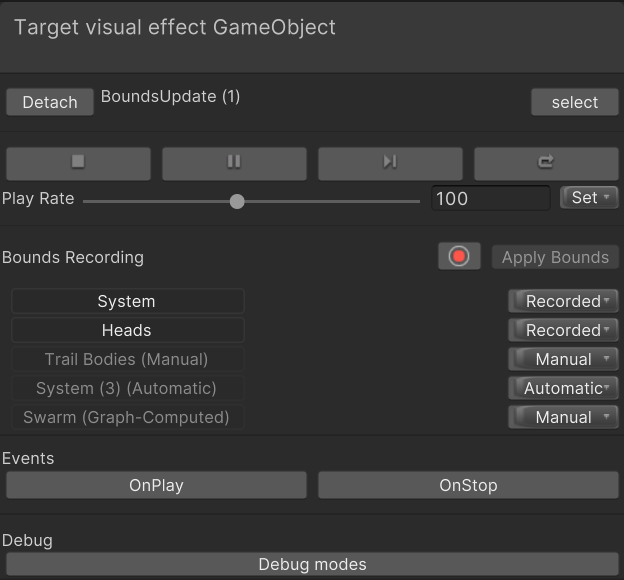 Target visual effect GameObject
Detach BoundsUpdate (1) select
Play Rate 100 Set
Bounds Recording Apply Bounds
System Recorded
Heads Recorded
Trail Bodies (Manual) Manual
System (3) (Automatic) Automatic
Swarm (Graph-Computed) Manual
Events
OnPlay OnStop
Debug
Debug modes